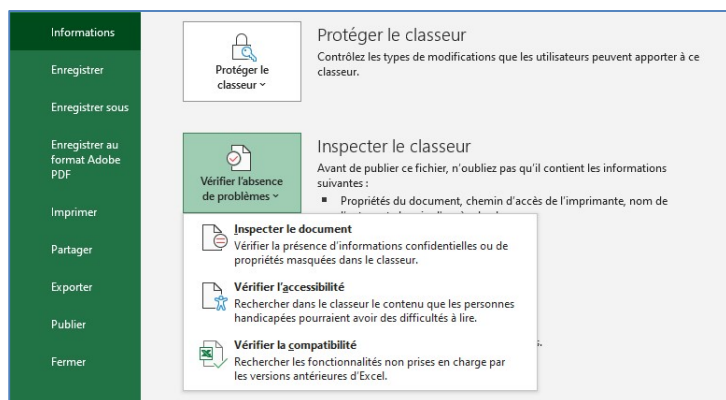 Informations
Enregistrer
Enregistrer sous
Enregistrer au
format Adobe
PDF
Imprimer
Partager
Exporter
Publier
Fermer
Protéger le
classeur
Protéger le classeur
Contrôlez les types de modifications que les utilisateurs peuvent apporter à ce
classeur.
Vérifier l'absence
de problèmes
Inspecter le classeur
Avant de publier ce fichier, n'oubliez pas qu'il contient les informations
suivantes :
■ Propriétés du document, chemin d'accès de l'imprimante, nom de
Inspecter le document
Vérifier la présence d'informations confidentielles ou de
propriétés masquées dans le classeur.
Vérifier l'accessibilité
Rechercher dans le classeur le contenu que les personnes
handicapées pourraient avoir des difficultés à lire.
Vérifier la compatibilité
Rechercher les fonctionnalités non prises en charge par
les versions antérieures d'Excel.